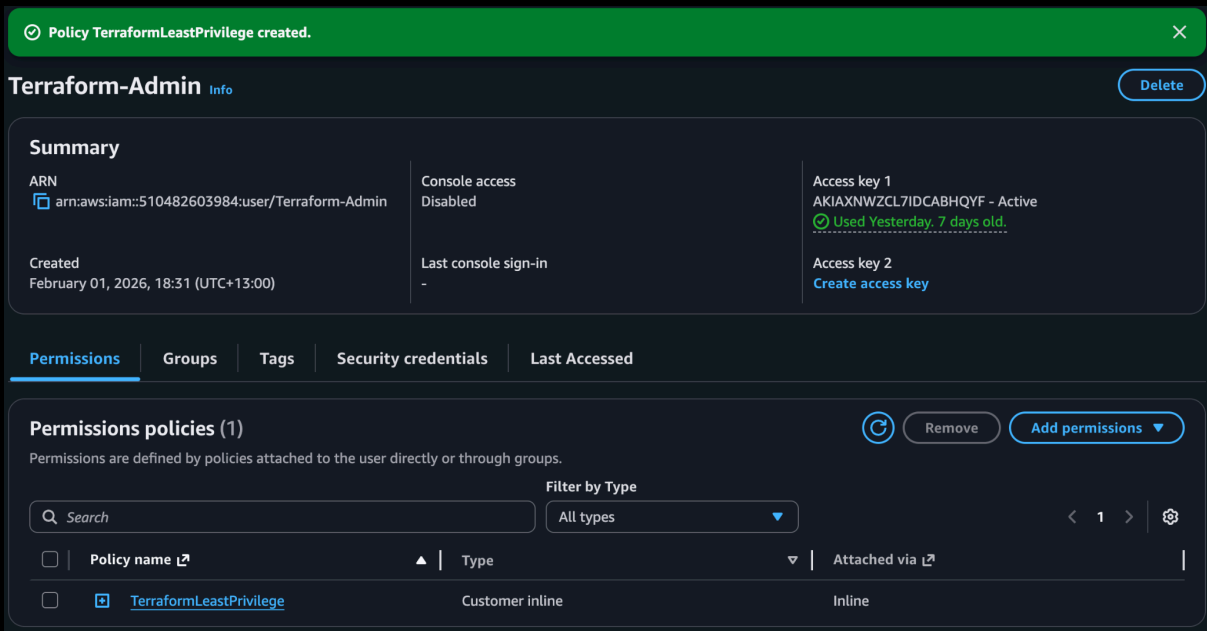 Policy TerraformLeastPrivilege created.
Terraform-Admin Info
Delete
Summary
ARN
arn:aws:iam::510482603984:user/Terraform-Admin
Console access
Disabled
Access key 1
AKIAXNWZCL7IDCABHQYF - Active
Used Yesterday. 7 days old.
Created
February 01, 2026, 18:31 (UTC+13:00)
Last console sign-in
-
Access key 2
Create access key
Permissions Groups Tags Security credentials Last Accessed
Permissions policies (1)
Remove
Add permissions
Permissions are defined by policies attached to the user directly or through groups.
Filter by Type
Search
All types
1
Policy name Type Attached via
TerraformLeastPrivilege Customer inline Inline